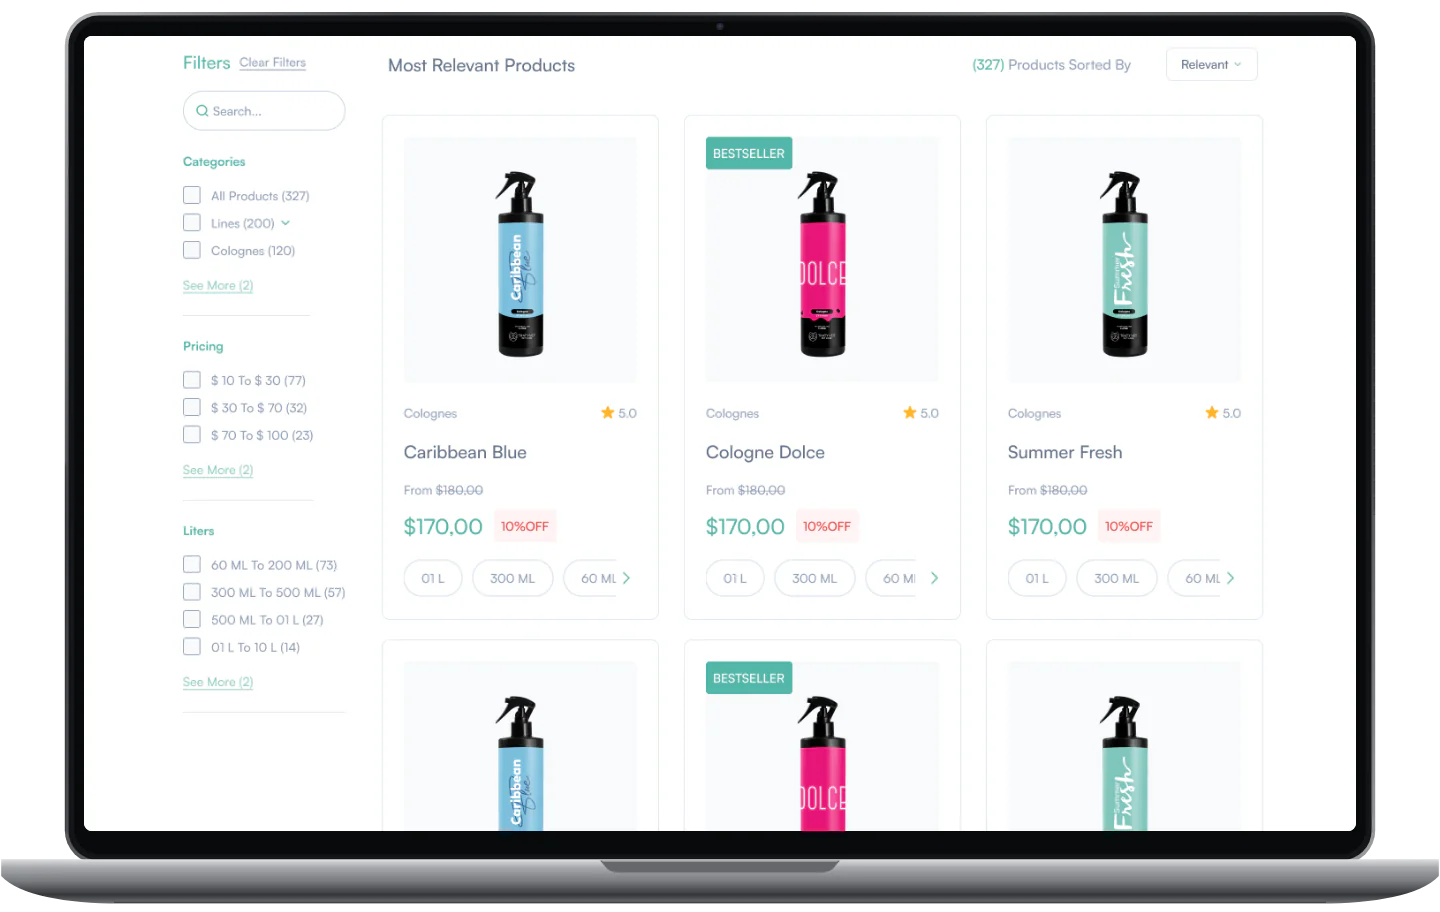 Filters Clear Filters
Search...
Categories
All Products (327)
Lines (200)
Colognes (120)
See More (2)
Pricing
$ 10 To $ 30 (77)
$ 30 To $ 70 (32)
$ 70 To $ 100 (23)
See More (2)
Liters
60 ML To 200 ML (73)
300 ML To 500 ML (57)
500 ML To 01 L (27)
01 L To 10 L (14)
See More (2)
Most Relevant Products
(327) Products Sorted By
Relevant
Caribbean
Blue
Colognes 5.0
Caribbean Blue
From $180,00
$170,00 10%OFF
01 L 300 ML 60 ML
BESTSELLER
DOLCE
Colognes 5.0
Cologne Dolce
From $180,00
$170,00 10%OFF
01 L 300 ML 60 ML
Summer
Fresh
Colognes 5.0
Summer Fresh
From $180,00
$170,00 10%OFF
01 L 300 ML 60 ML
Caribbean
Blue
BESTSELLER
DOLCE
Summer
Fresh